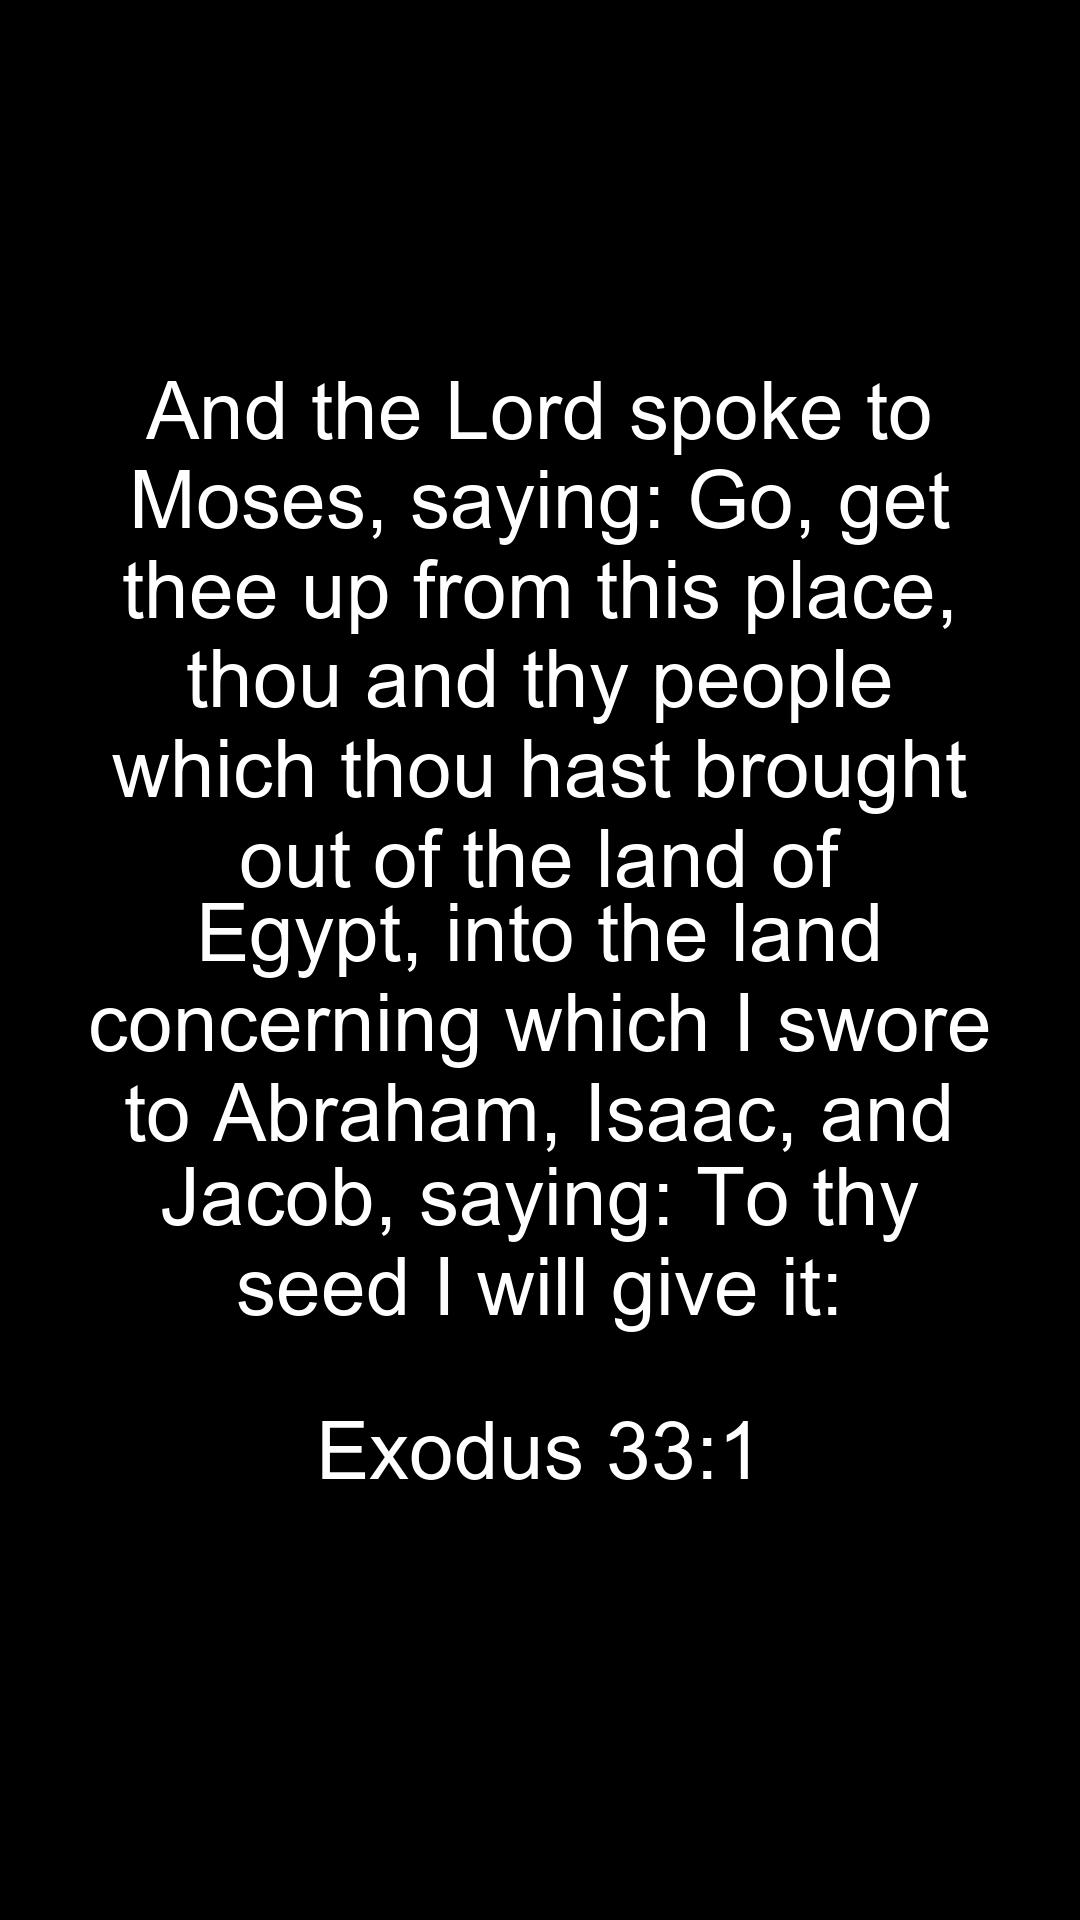 And the Lord spoke to
Moses, saying: Go, get
thee up from this place,
thou and thy people
which thou hast brought
out of the land of
Egypt, into the land
concerning which I swore
to Abraham, Isaac, and
Jacob, saying: To thy
seed I will give it:
Exodus 33:1